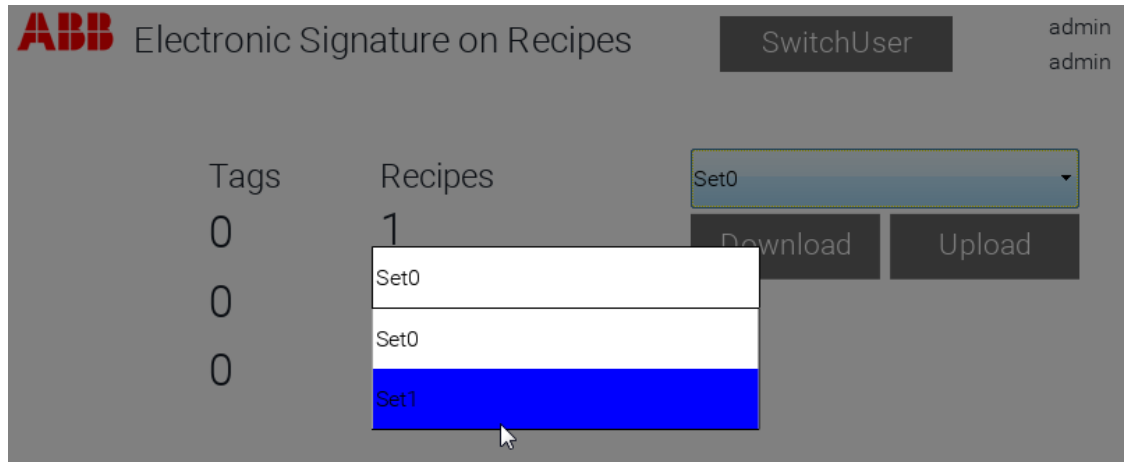 ABB Electronic Signature on Recipes SwitchUser admin
admin
Tags Recipes Set0
0 1 Download Upload
Set0
0
Set0
0
Set1